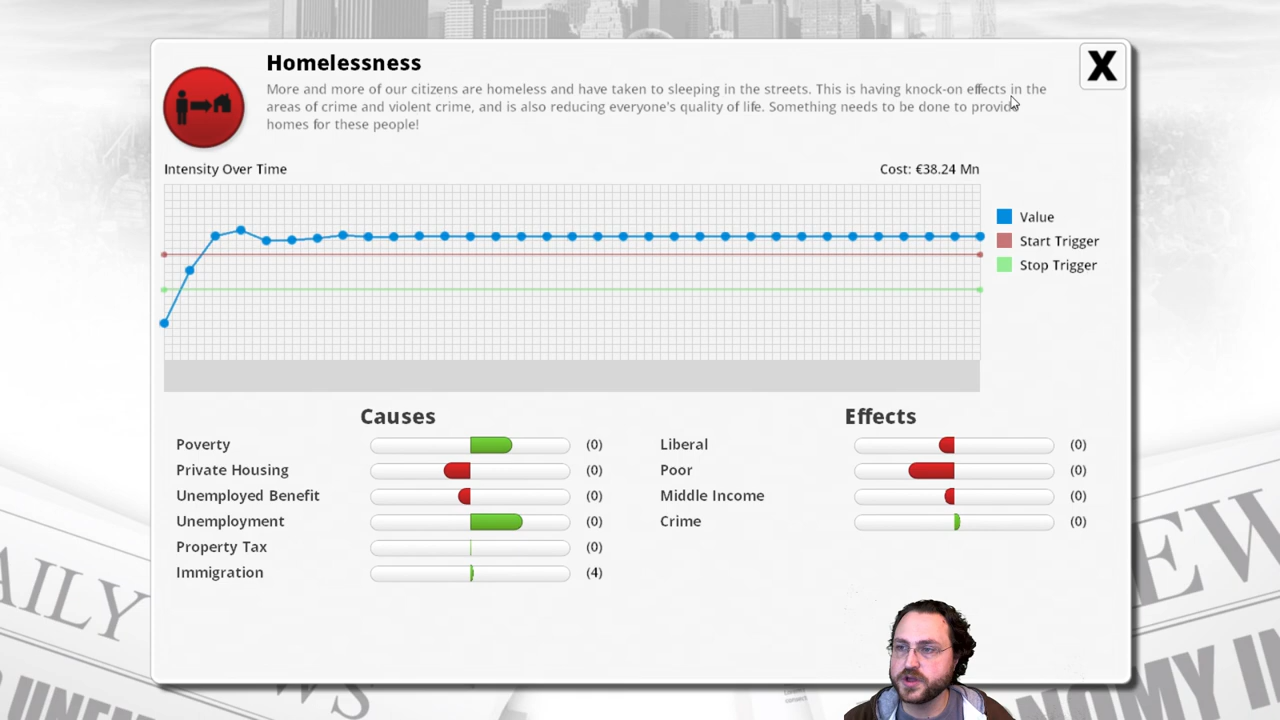 Homelessness
X
More and more of our citizens are homeless and have taken to sleeping in the streets. This is having knock-on effects in the
areas of crime and violent crime, and is also reducing everyone's quality of life. Something needs to be done to provide
homes for these people!
Intensity Over Time
Cost: €38.24 Mn
Value
Start Trigger
Stop Trigger
Causes
Effects
Poverty (0)
Liberal (0)
Private Housing (0)
Poor (0)
Unemployed Benefit (0)
Middle Income (0)
Unemployment (0)
Crime (0)
Property Tax (0)
Immigration (4)
AILY
WS
NEW